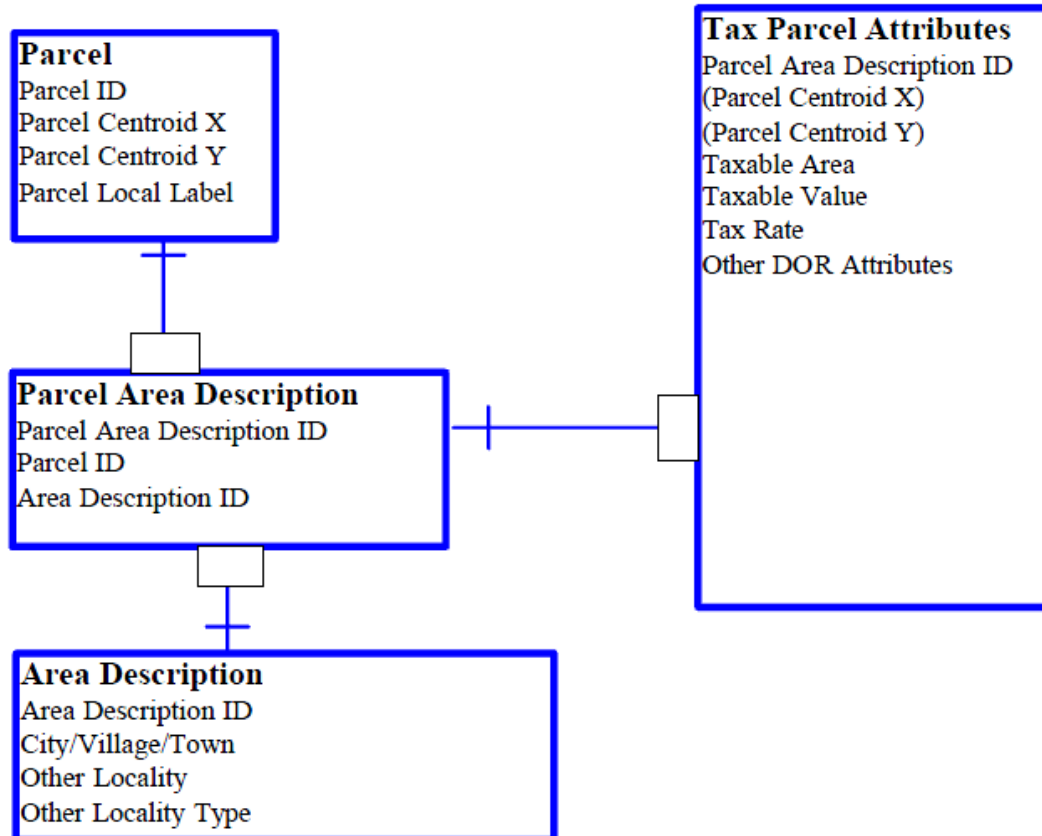 Parcel
Parcel ID
Parcel Centroid X
Parcel Centroid Y
Parcel Local Label
Tax Parcel Attributes
Parcel Area Description ID
(Parcel Centroid X)
(Parcel Centroid Y)
Taxable Area
Taxable Value
Tax Rate
Other DOR Attributes
Parcel Area Description
Parcel Area Description ID
Parcel ID
Area Description ID
Area Description
Area Description ID
City/Village/Town
Other Locality
Other Locality Type